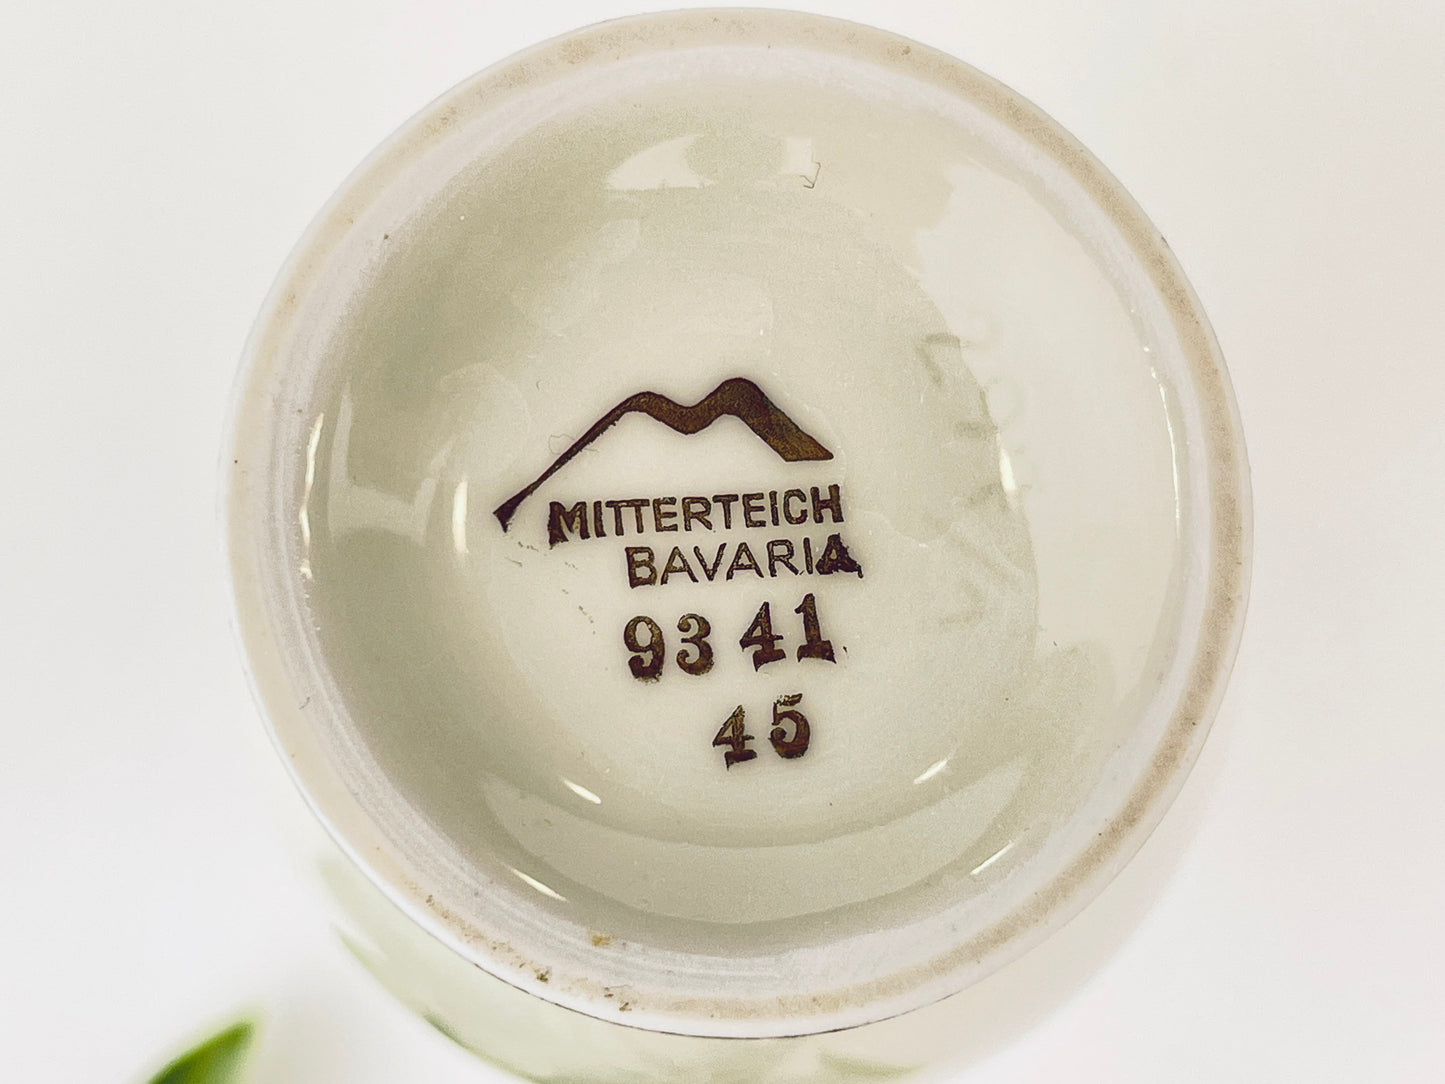 MITTERTEICH
BAVARIA
93 41
45